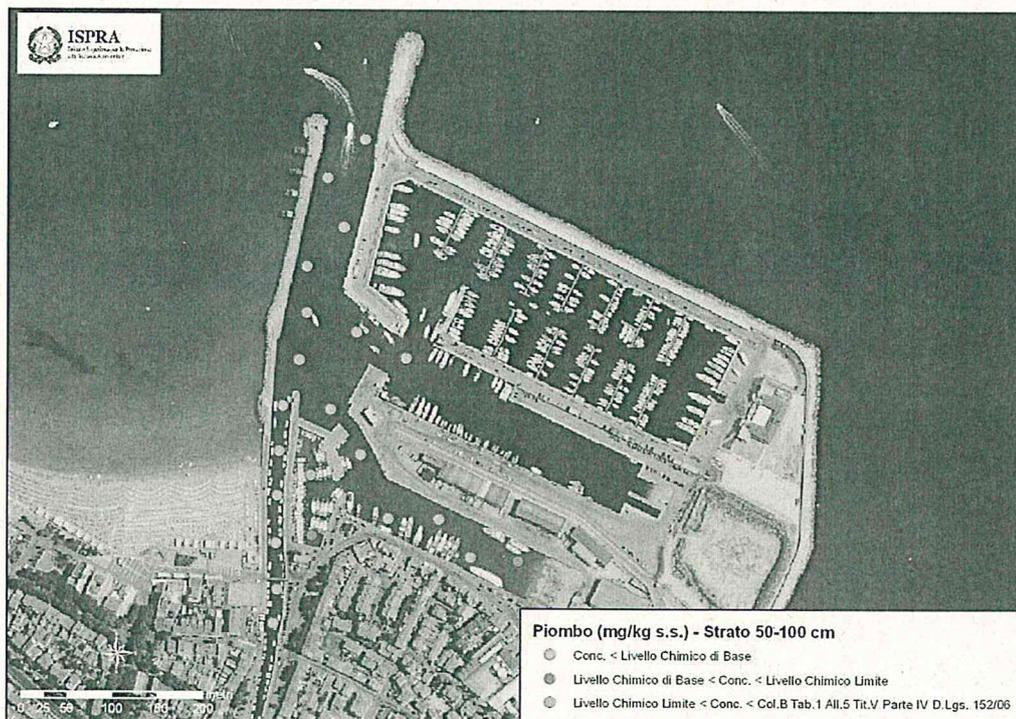 ISPRA
Piombo (mg/kg s.s.) - Strato 50-100 cm
Conc. < Livello Chimico di Base
Livello Chimico di Base < Conc. < Livello Chimico Limite
Livello Chimico Limite < Conc. < Col.B Tab.1 All.5 Tit.V Parte IV D.Lgs. 152/06
metri
0 25 50 100 150 200